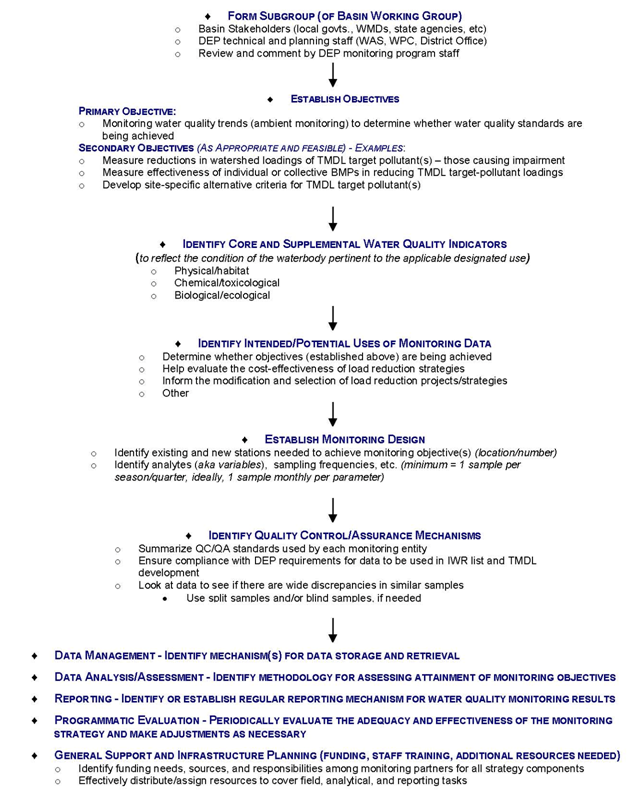 ♦ FORM SUBGROUP (OF BASIN WORKING GROUP)
o Basin Stakeholders (local govts., WMDs, state agencies, etc)
o DEP technical and planning staff (WAS, WPC, District Office)
o Review and comment by DEP monitoring program staff
♦ ESTABLISH OBJECTIVES
PRIMARY OBJECTIVE:
o Monitoring water quality trends (ambient monitoring) to determine whether water quality standards are
being achieved
SECONDARY OBJECTIVES (AS APPROPRIATE AND FEASIBLE) - EXAMPLES:
o Measure reductions in watershed loadings of TMDL target pollutant(s) – those causing impairment
o Measure effectiveness of individual or collective BMPs in reducing TMDL target-pollutant loadings
o Develop site-specific alternative criteria for TMDL target pollutant(s)
♦ IDENTIFY CORE AND SUPPLEMENTAL WATER QUALITY INDICATORS
(to reflect the condition of the waterbody pertinent to the applicable designated use)
o Physical/habitat
o Chemical/toxicological
o Biological/ecological
♦ IDENTIFY INTENDED/POTENTIAL USES OF MONITORING DATA
o Determine whether objectives (established above) are being achieved
o Help evaluate the cost-effectiveness of load reduction strategies
o Inform the modification and selection of load reduction projects/strategies
o Other
♦ ESTABLISH MONITORING DESIGN
o Identify existing and new stations needed to achieve monitoring objective(s) (location/number)
o Identify analytes (aka variables), sampling frequencies, etc. (minimum = 1 sample per
season/quarter, ideally, 1 sample monthly per parameter)
♦ IDENTIFY QUALITY CONTROL/ASSURANCE MECHANISMS
o Summarize QC/QA standards used by each monitoring entity
o Ensure compliance with DEP requirements for data to be used in IWR list and TMDL
development
o Look at data to see if there are wide discrepancies in similar samples
• Use split samples and/or blind samples, if needed
♦ DATA MANAGEMENT - IDENTIFY MECHANISM(S) FOR DATA STORAGE AND RETRIEVAL
♦ DATA ANALYSIS/ASSESSMENT - IDENTIFY METHODOLOGY FOR ASSESSING ATTAINMENT OF MONITORING OBJECTIVES
♦ REPORTING - IDENTIFY OR ESTABLISH REGULAR REPORTING MECHANISM FOR WATER QUALITY MONITORING RESULTS
♦ PROGRAMMATIC EVALUATION - PERIODICALLY EVALUATE THE ADEQUACY AND EFFECTIVENESS OF THE MONITORING
STRATEGY AND MAKE ADJUSTMENTS AS NECESSARY
♦ GENERAL SUPPORT AND INFRASTRUCTURE PLANNING (FUNDING, STAFF TRAINING, ADDITIONAL RESOURCES NEEDED)
o Identify funding needs, sources, and responsibilities among monitoring partners for all strategy components
o Effectively distribute/assign resources to cover field, analytical, and reporting tasks